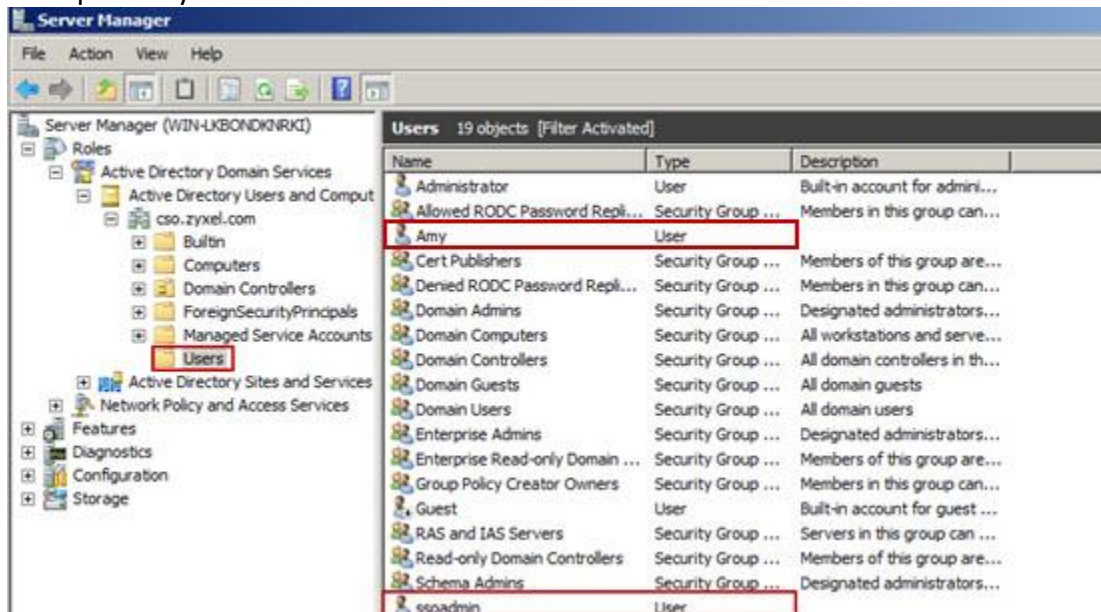 Server Manager
File Action View Help
Server Manager (WIN-LKBONDKNRKI)
Roles
Active Directory Domain Services
Active Directory Users and Comput
cso.zyxel.com
Builtin
Computers
Domain Controllers
ForeignSecurityPrincipals
Managed Service Accounts
Users
Active Directory Sites and Services
Network Policy and Access Services
Features
Diagnostics
Configuration
Storage
Users 19 objects [Filter Activated]
Name Type Description
Administrator User Built-in account for admini...
Allowed RODC Password Repli... Security Group ... Members in this group can...
Amy User
Cert Publishers Security Group ... Members of this group are...
Denied RODC Password Repli... Security Group ... Members in this group can...
Domain Admins Security Group ... Designated administrators...
Domain Computers Security Group ... All workstations and serve...
Domain Controllers Security Group ... All domain controllers in th...
Domain Guests Security Group ... All domain guests
Domain Users Security Group ... All domain users
Enterprise Admins Security Group ... Designated administrators...
Enterprise Read-only Domain ... Security Group ... Members of this group are...
Group Policy Creator Owners Security Group ... Members in this group can...
Guest User Built-in account for guest ...
RAS and IAS Servers Security Group ... Servers in this group can ...
Read-only Domain Controllers Security Group ... Members of this group are...
Schema Admins Security Group ... Designated administrators...
ssoadmin User